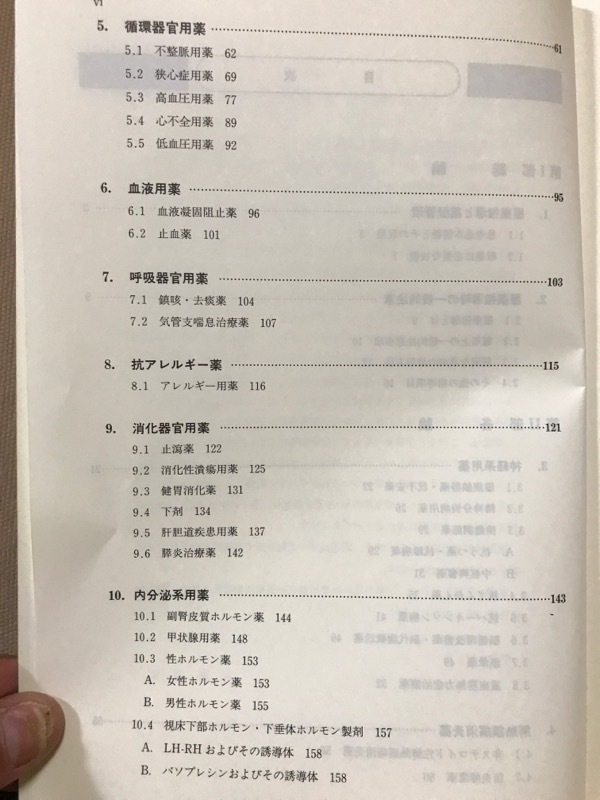 vi
5. 循環器官用薬 …… 61
5.1 不整脈用薬 62
5.2 狭心症用薬 69
5.3 高血圧用薬 77
5.4 心不全用薬 89
5.5 低血圧用薬 92
6. 血液用薬 …… 95
6.1 血液凝固阻止薬 96
6.2 止血薬 101
7. 呼吸器官用薬 …… 103
7.1 鎮咳・去痰薬 104
7.2 気管支喘息治療薬 107
8. 抗アレルギー薬 …… 115
8.1 アレルギー用薬 116
9. 消化器官用薬 …… 121
9.1 止瀉薬 122
9.2 消化性潰瘍用薬 125
9.3 健胃消化薬 131
9.4 下剤 134
9.5 肝胆道疾患用薬 137
9.6 膵炎治療薬 142
10. 内分泌系用薬 …… 143
10.1 副腎皮質ホルモン薬 144
10.2 甲状腺用薬 148
10.3 性ホルモン薬 153
A. 女性ホルモン薬 153
B. 男性ホルモン薬 155
10.4 視床下部ホルモン・下垂体ホルモン製剤 157
A. LH-RHおよびその誘導体 158
B. バソプレシンおよびその誘導体 158